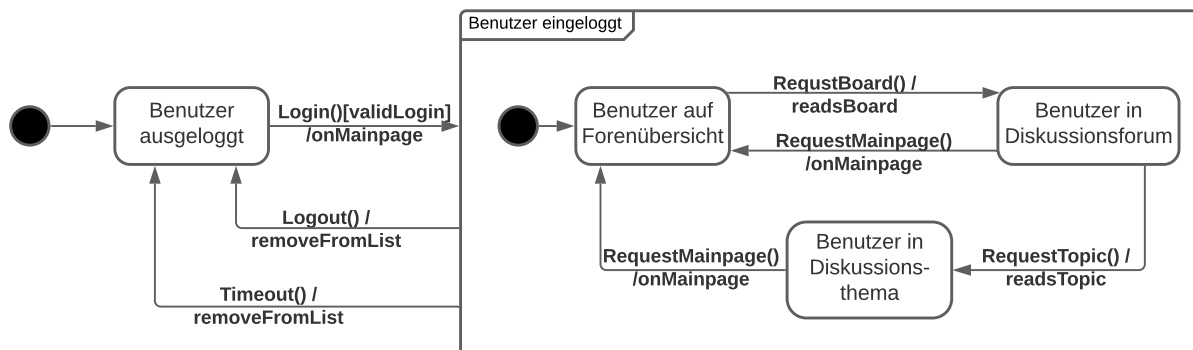 Benutzer eingeloggt
Benutzer
ausgeloggt
Login()[validLogin]
/onMainpage
Benutzer auf
Forenübersicht
RequstBoard() /
readsBoard
Benutzer in
Diskussionsforum
RequestMainpage()
/onMainpage
Logout() /
removeFromList
Benutzer in
Diskussions-
thema
RequestMainpage()
/onMainpage
RequestTopic() /
readsTopic
Timeout() /
removeFromList